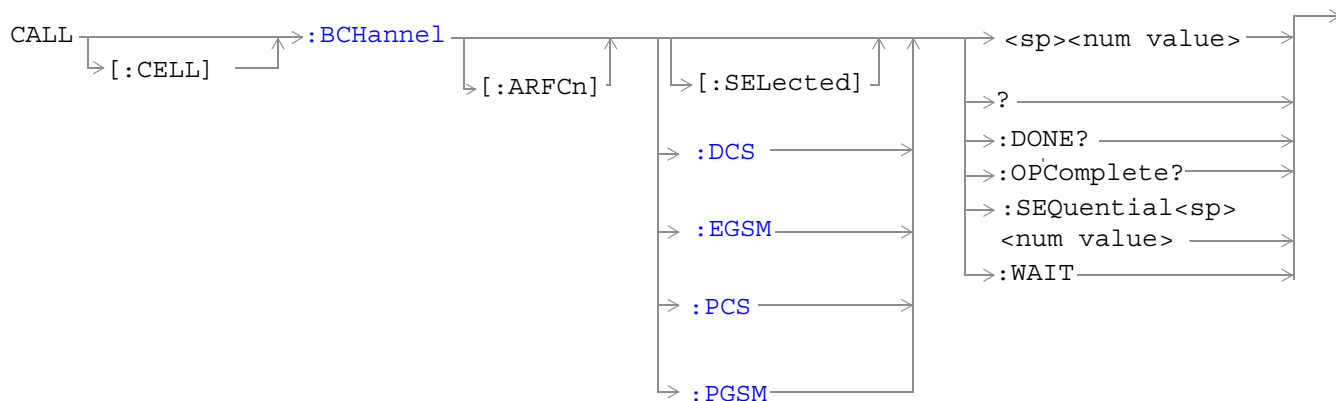 CALL
[:CELL]
:BCHannel
[:ARFCn]
[:SELected]
:DCS
:EGSM
:PCS
:PGSM
<sp><num value>
?
:DONE?
:OPComplete?
:SEQuential<sp>
<num value>
:WAIT